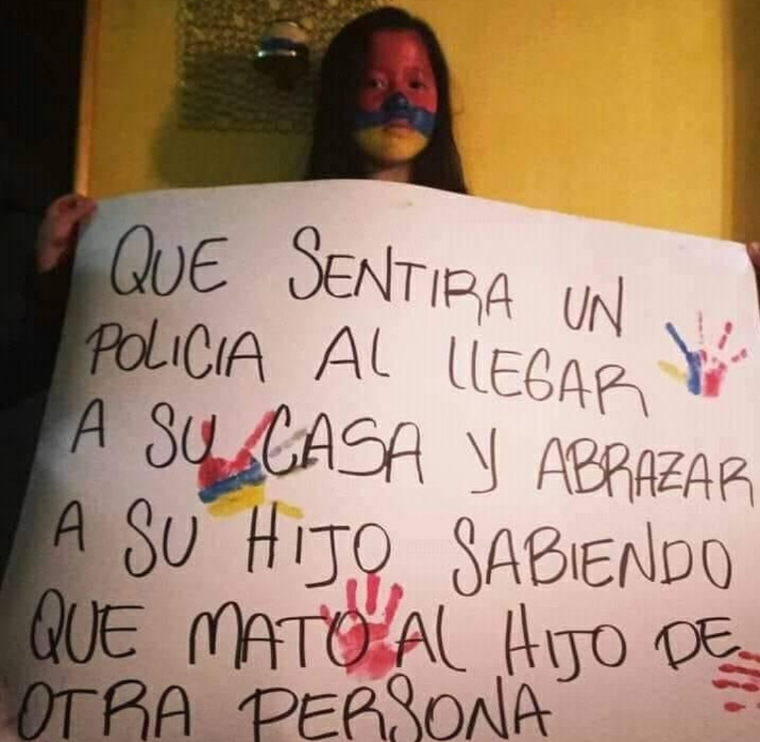 QUE SENTIRA UN
POLICIA AL LLEGAR
A SU CASA Y ABRAZAR
A SU HIJO SABIENDO
QUE MATO AL HIJO DE
OTRA PERSONA